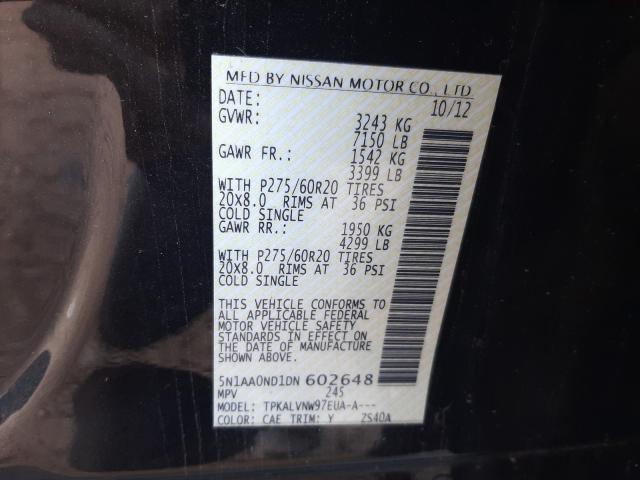 MFD BY NISSAN MOTOR CO., LTD.
DATE: 10/12
GVWR: 3243 KG
7150 LB
GAWR FR.: 1542 KG
3399 LB
WITH P275/60R20 TIRES
20X8.0 RIMS AT 36 PSI
COLD SINGLE
GAWR RR.: 1950 KG
4299 LB
WITH P275/60R20 TIRES
20X8.0 RIMS AT 36 PSI
COLD SINGLE
THIS VEHICLE CONFORMS TO
ALL APPLICABLE FEDERAL
MOTOR VEHICLE SAFETY
STANDARDS IN EFFECT ON
THE DATE OF MANUFACTURE
SHOWN ABOVE
5N1AA0ND1DN 602648
MPV 245
MODEL: TPKALVNW97EUA-A---
COLOR: CAE TRIM: Y ZS40A